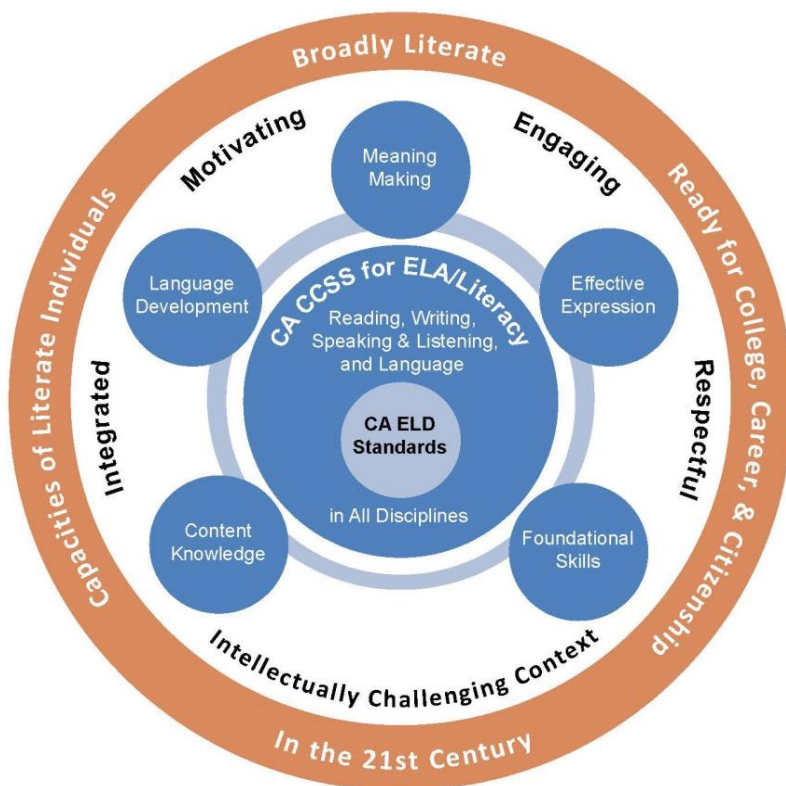 Broadly Literate
Ready for College, Career, & Citizenship
In the 21st Century
Capacities of Literate Individuals
Motivating
Engaging
Respectful
Intellectually Challenging Context
Integrated
Meaning
Making
Effective
Expression
Foundational
Skills
Content
Knowledge
Language
Development
CA CCSS for ELA/Literacy
Reading, Writing,
Speaking & Listening,
and Language
CA ELD
Standards
in All Disciplines